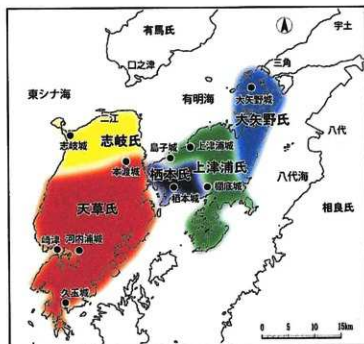 有馬氏
宇土
口之津
三角
東シナ海
有明海
大矢野城
二江
志岐氏
大矢野氏
志岐城
島子城
上津浦城
八代
本渡城
上津浦氏
栖本氏
八代海
栖本城
棚底城
天草氏
相良氏
崎津
河内浦城
久玉城
0 5 10 15km